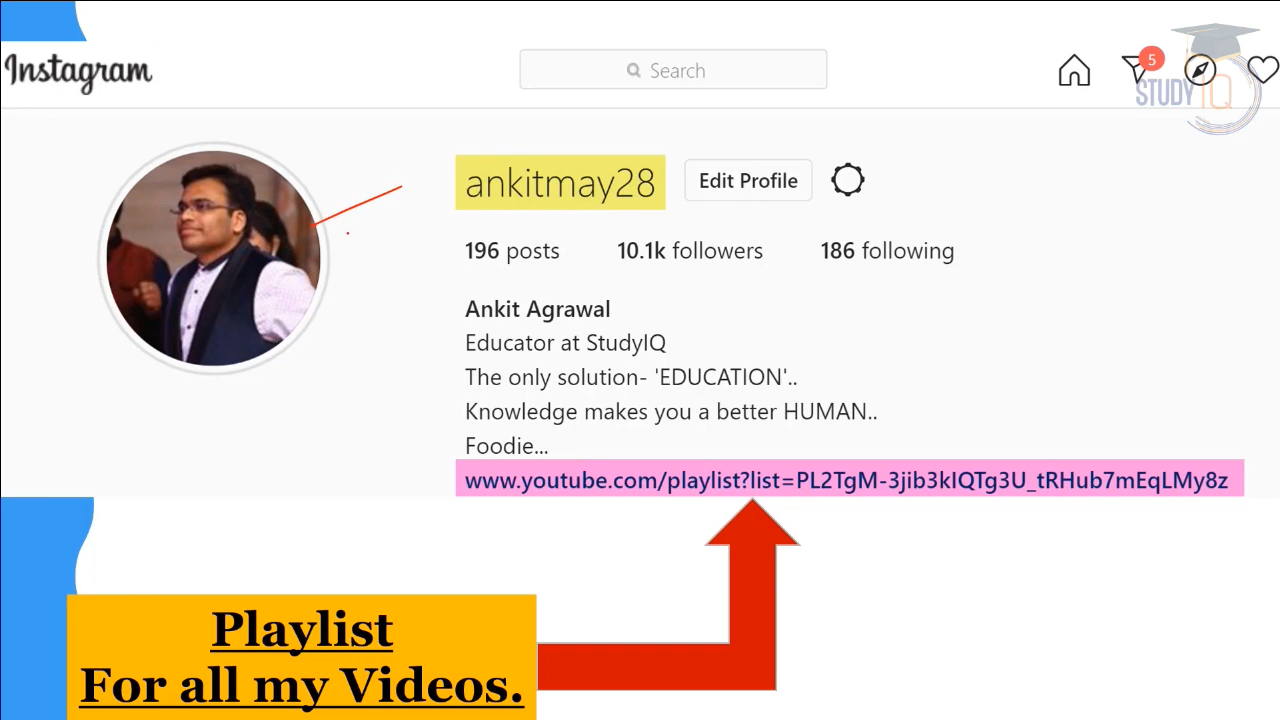 Instagram
Search
5
STUDY IQ
ankitmay28
Edit Profile
196 posts 10.1k followers 186 following
Ankit Agrawal
Educator at StudyIQ
The only solution- 'EDUCATION'..
Knowledge makes you a better HUMAN..
Foodie...
www.youtube.com/playlist?list=PL2TgM-3jib3kIQTg3U_tRHub7mEqLMy8z
Playlist
For all my Videos.